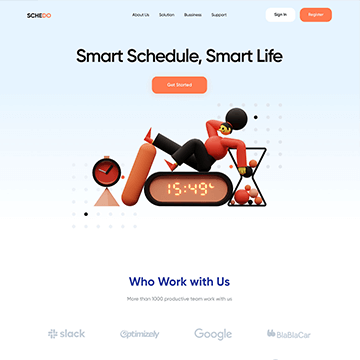 SCHEDO
About Us Solution Bussiness Support Sign In Register
Smart Schedule, Smart Life
Get Started
15:49
Who Work with Us
More than 1000 productive team work with us
slack Optimizely Google BlaBlaCar